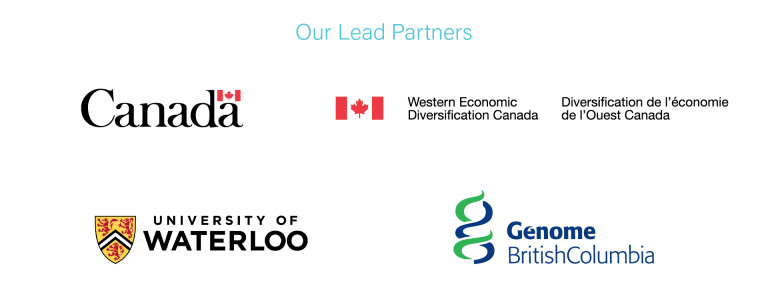 Our Lead Partners
Canada
Western Economic
Diversification Canada
Diversification de l'économie
de l'Ouest Canada
UNIVERSITY OF
WATERLOO
Genome
BritishColumbia